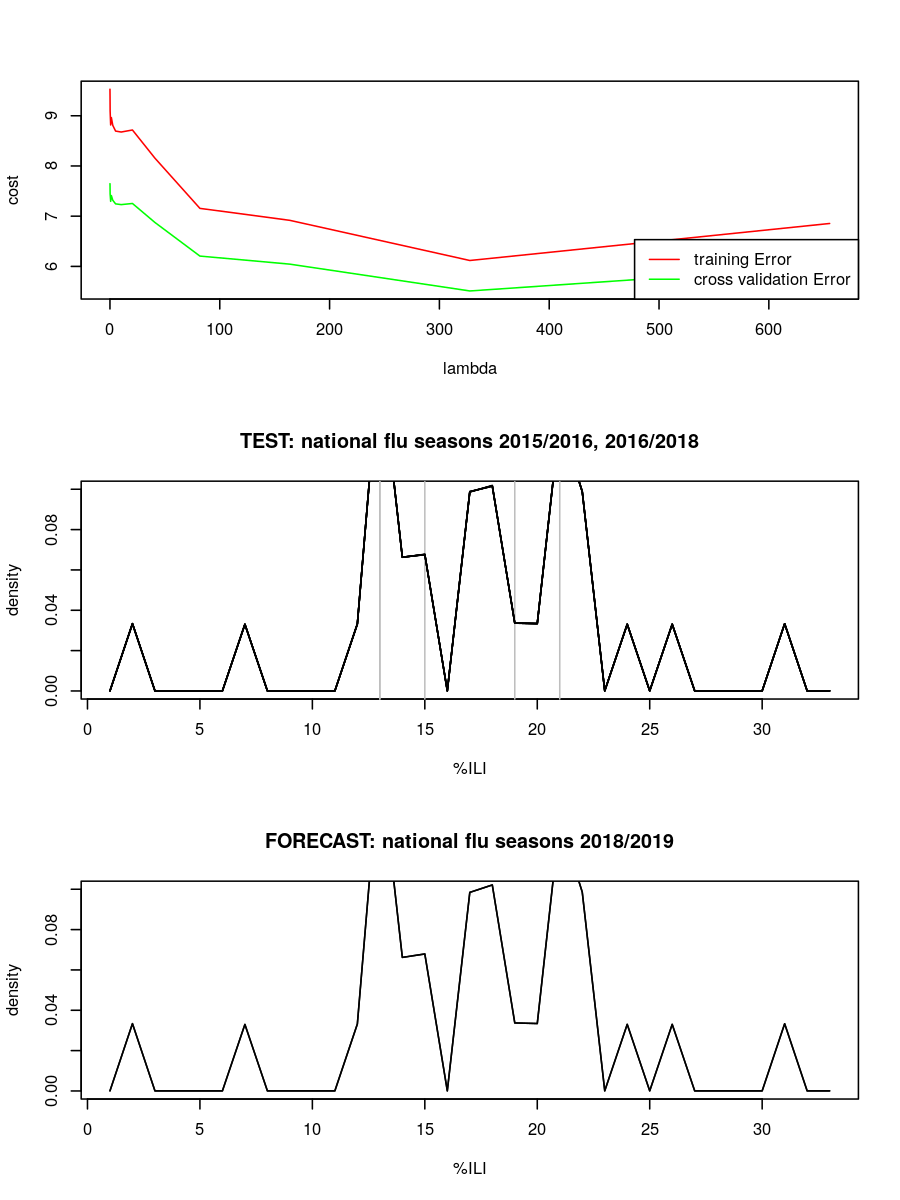 cost
9
8
7
6
training Error
cross validation Error
0 100 200 300 400 500 600
lambda
TEST: national flu seasons 2015/2016, 2016/2018
density
0.08
0.04
0.00
0 5 10 15 20 25 30
%ILI
FORECAST: national flu seasons 2018/2019
density
0.08
0.04
0.00
0 5 10 15 20 25 30
%ILI